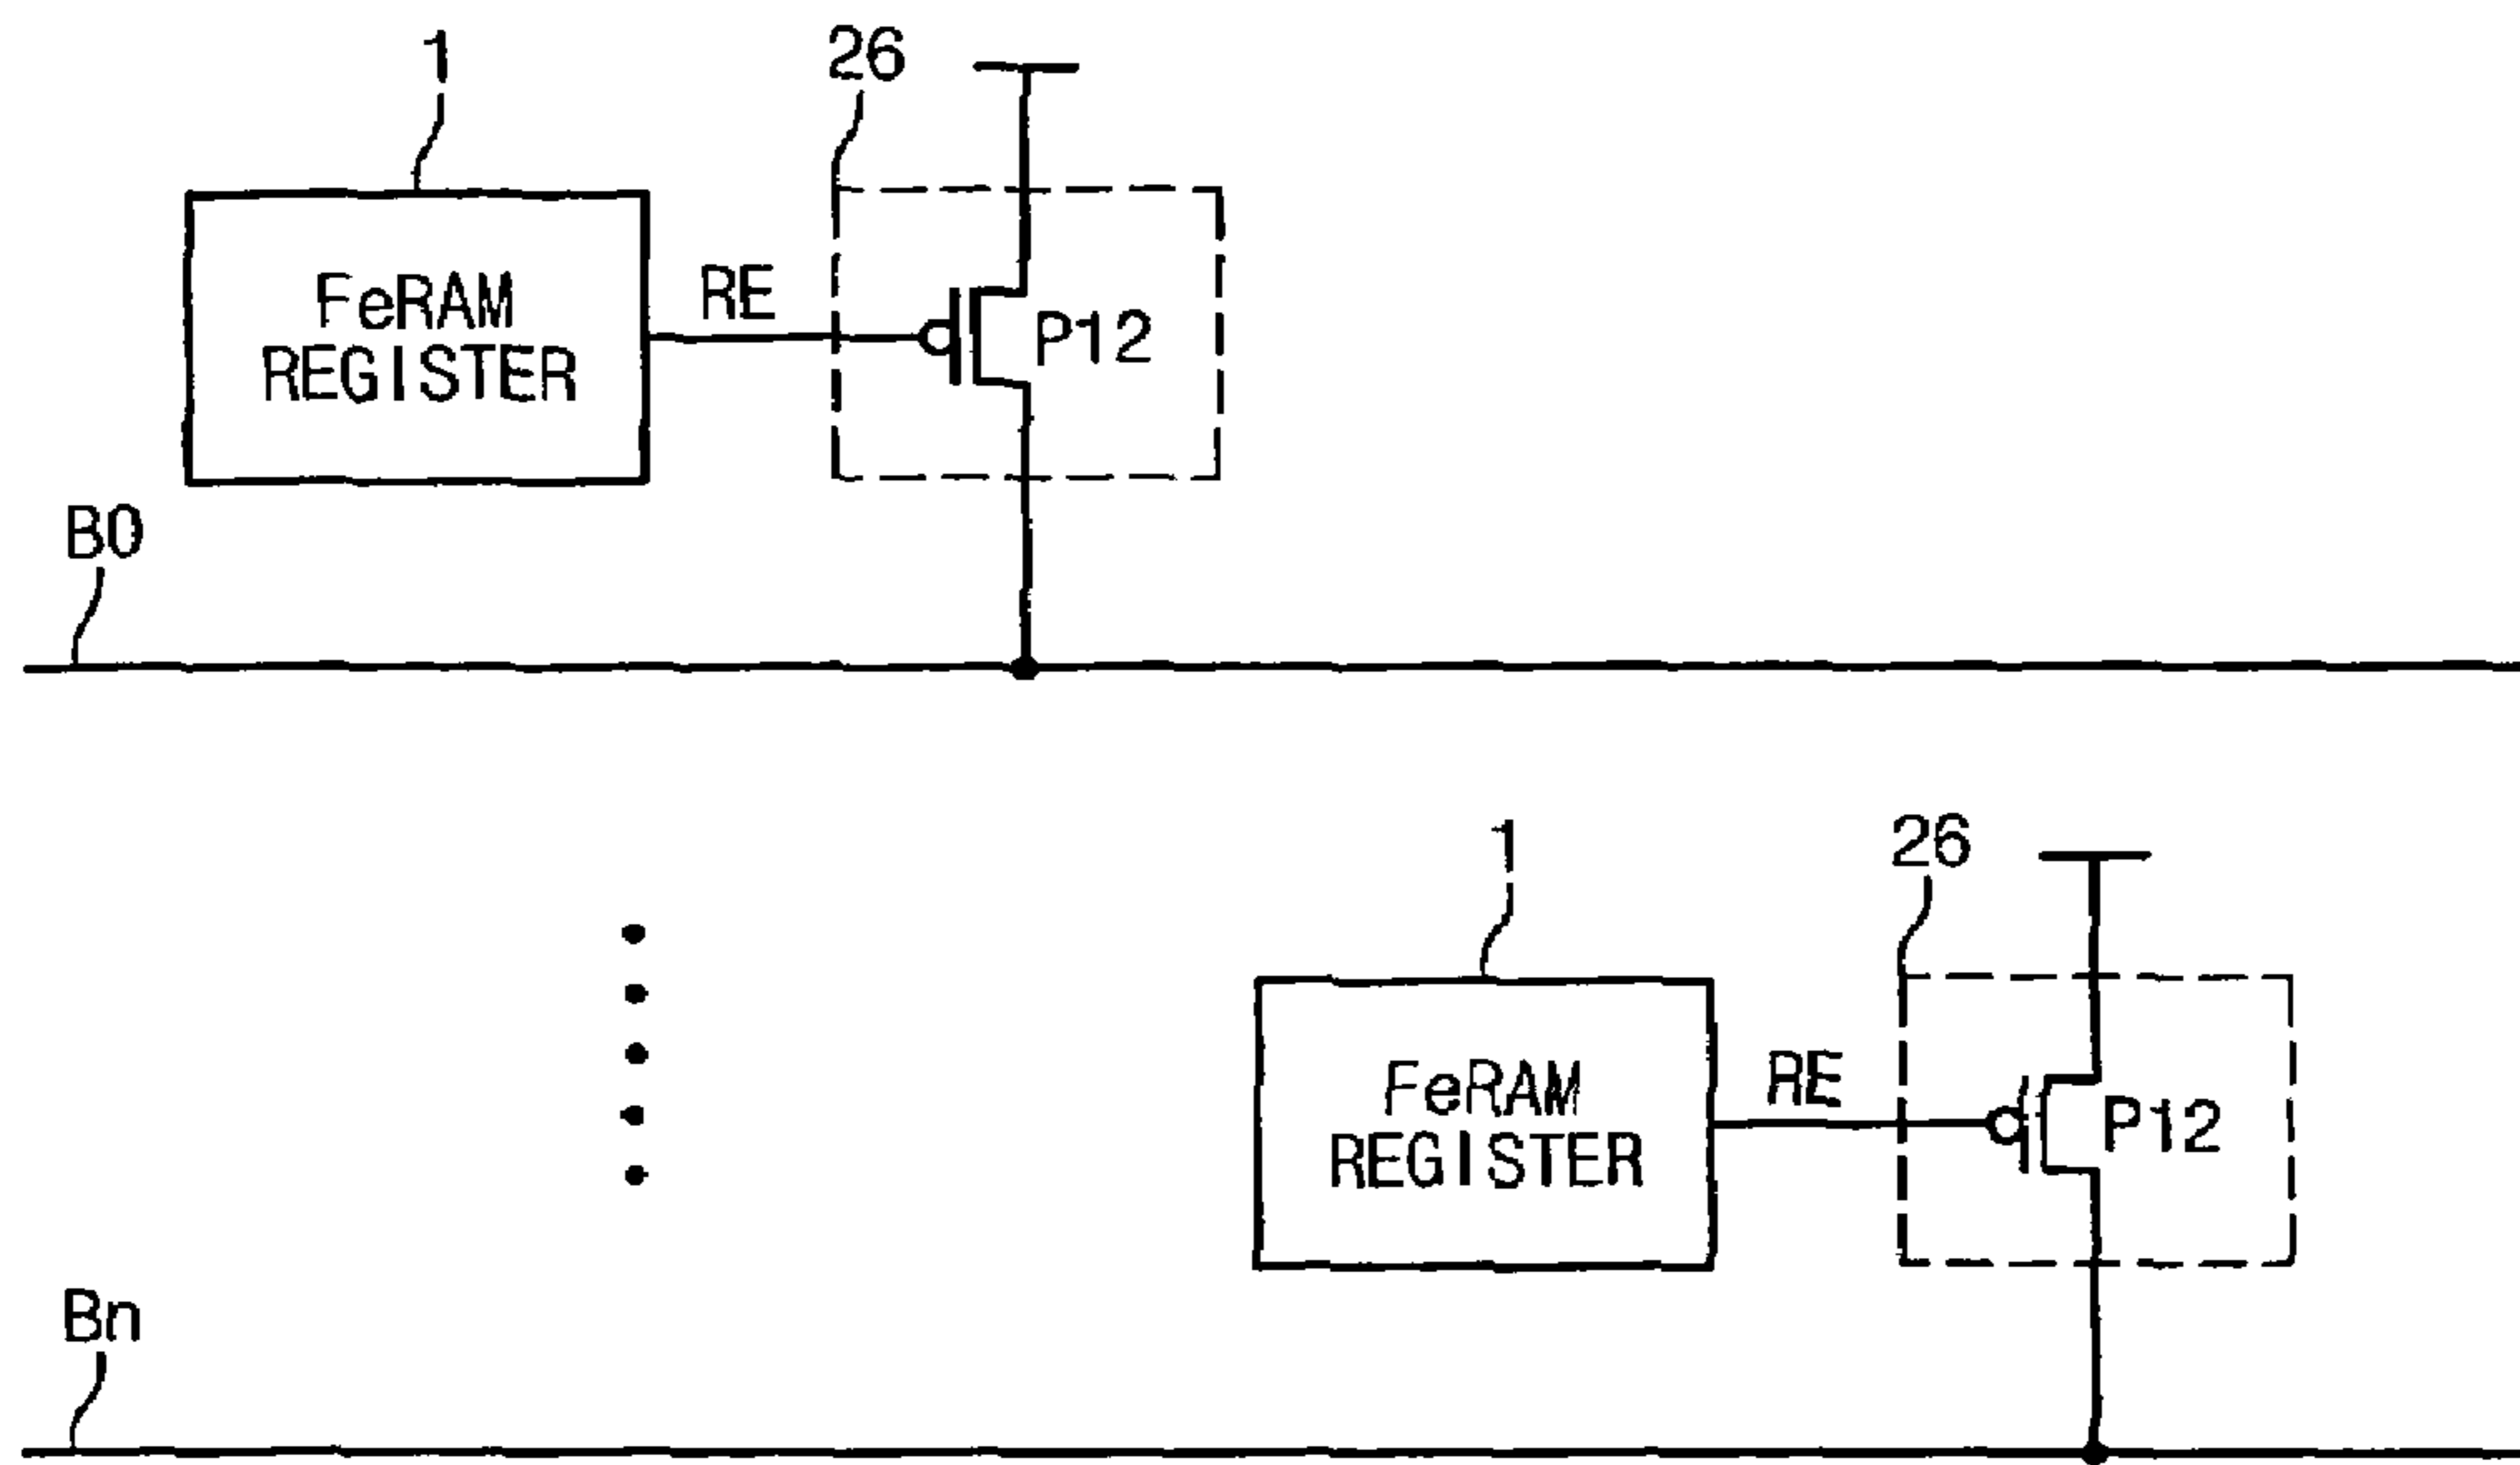 1
26
FeRAM
REGISTER
RE
P12
B0
1
26
FeRAM
REGISTER
RE
P12
Bn